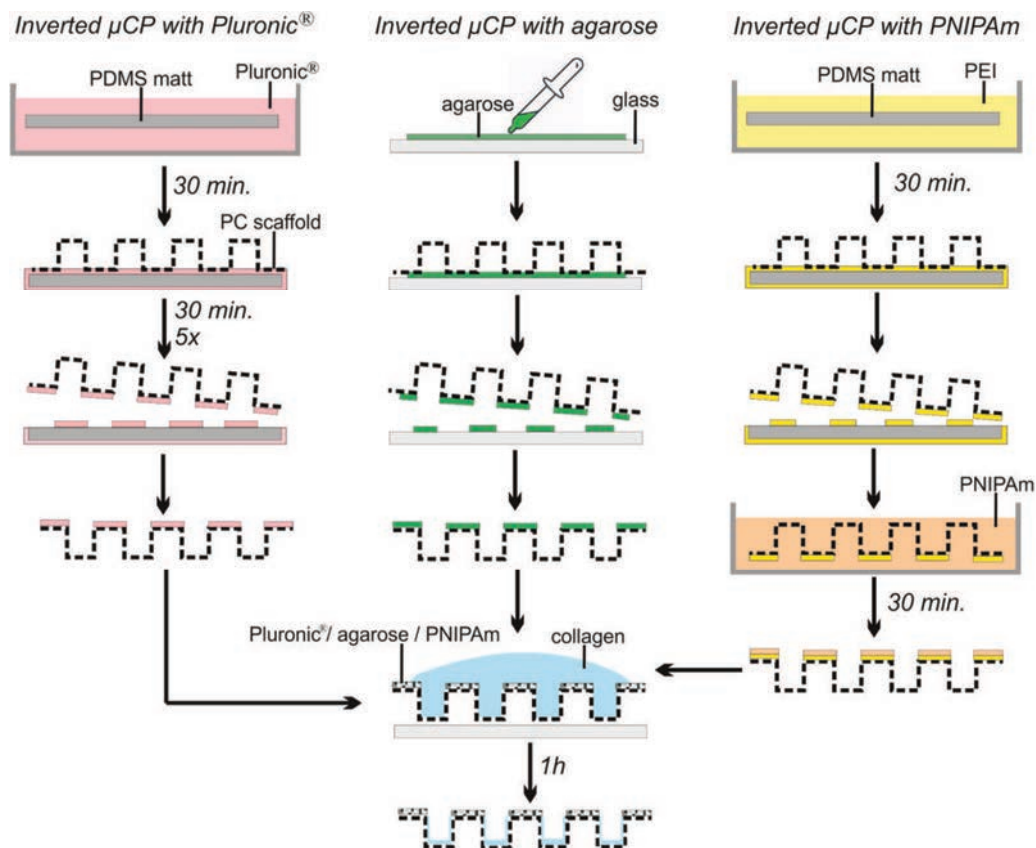 Inverted µCP with Pluronic®
Inverted µCP with agarose
Inverted µCP with PNIPAm
PDMS matt
Pluronic®
agarose
glass
PDMS matt
PEI
30 min.
30 min.
PC scaffold
30 min.
5x
PNIPAm
30 min.
Pluronic®/ agarose / PNIPAm
collagen
1h